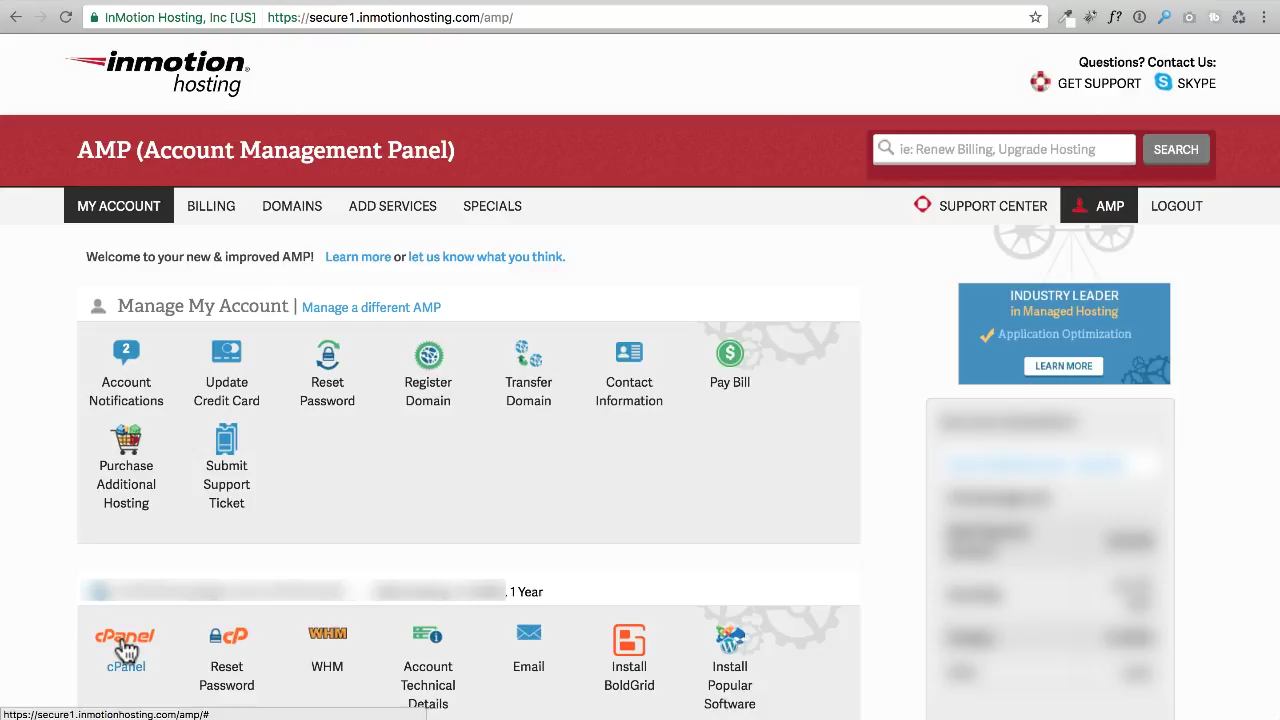 InMotion Hosting, Inc [US]
https://secure1.inmotionhosting.com/amp/
inmotion
hosting
Questions? Contact Us:
GET SUPPORT
SKYPE
AMP (Account Management Panel)
ie: Renew Billing, Upgrade Hosting
SEARCH
MY ACCOUNT
BILLING
DOMAINS
ADD SERVICES
SPECIALS
SUPPORT CENTER
AMP
LOGOUT
Welcome to your new & improved AMP! Learn more or let us know what you think.
Manage My Account | Manage a different AMP
2
Account
Notifications
Update
Credit Card
Reset
Password
Register
Domain
Transfer
Domain
Contact
Information
$
Pay Bill
Purchase
Additional
Hosting
Submit
Support
Ticket
INDUSTRY LEADER
in Managed Hosting
Application Optimization
LEARN MORE
, 1 Year
cPanel
cPanel
cP
Reset
Password
WHM
WHM
Account
Technical
Details
Email
Install
BoldGrid
Install
Popular
Software
https://secure1.inmotionhosting.com/amp/#